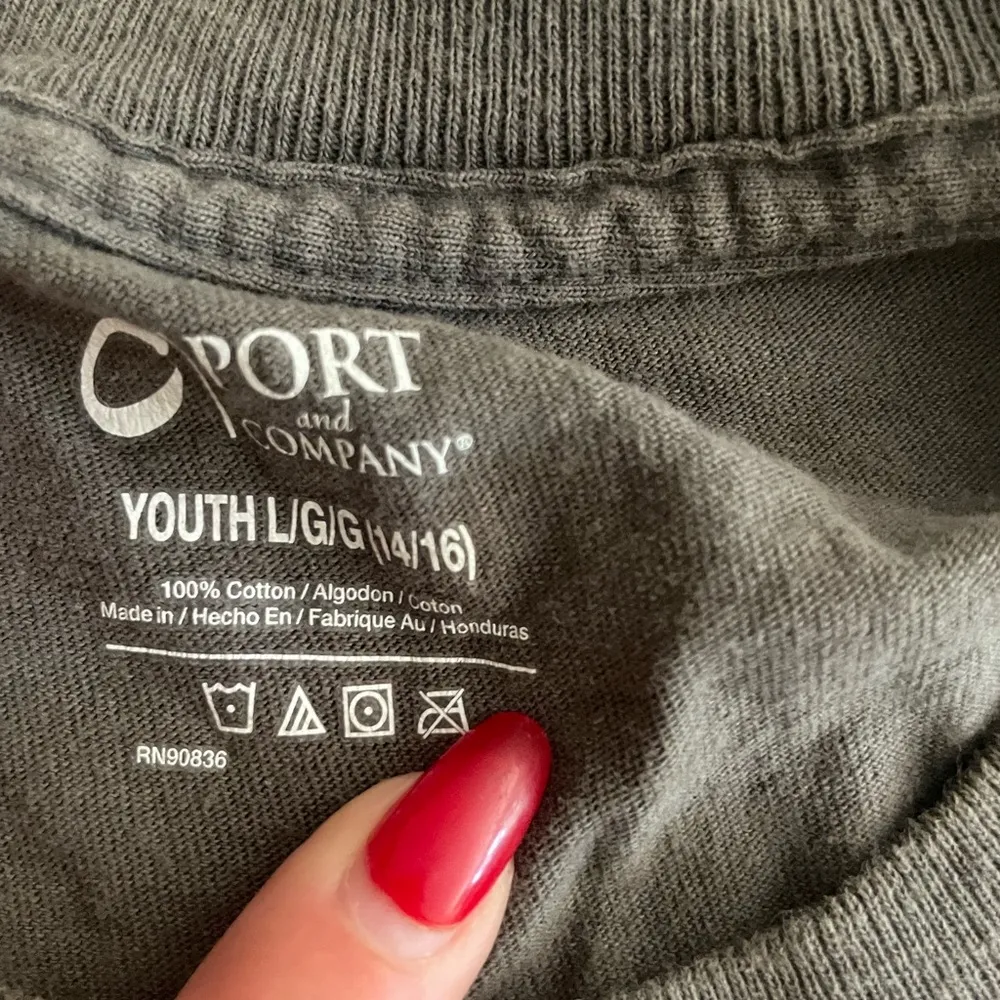 PORT
and
COMPANY®
YOUTH L/G/G (14/16)
100% Cotton / Algodon / Coton
Made in / Hecho En / Fabrique Au / Honduras
RN90836